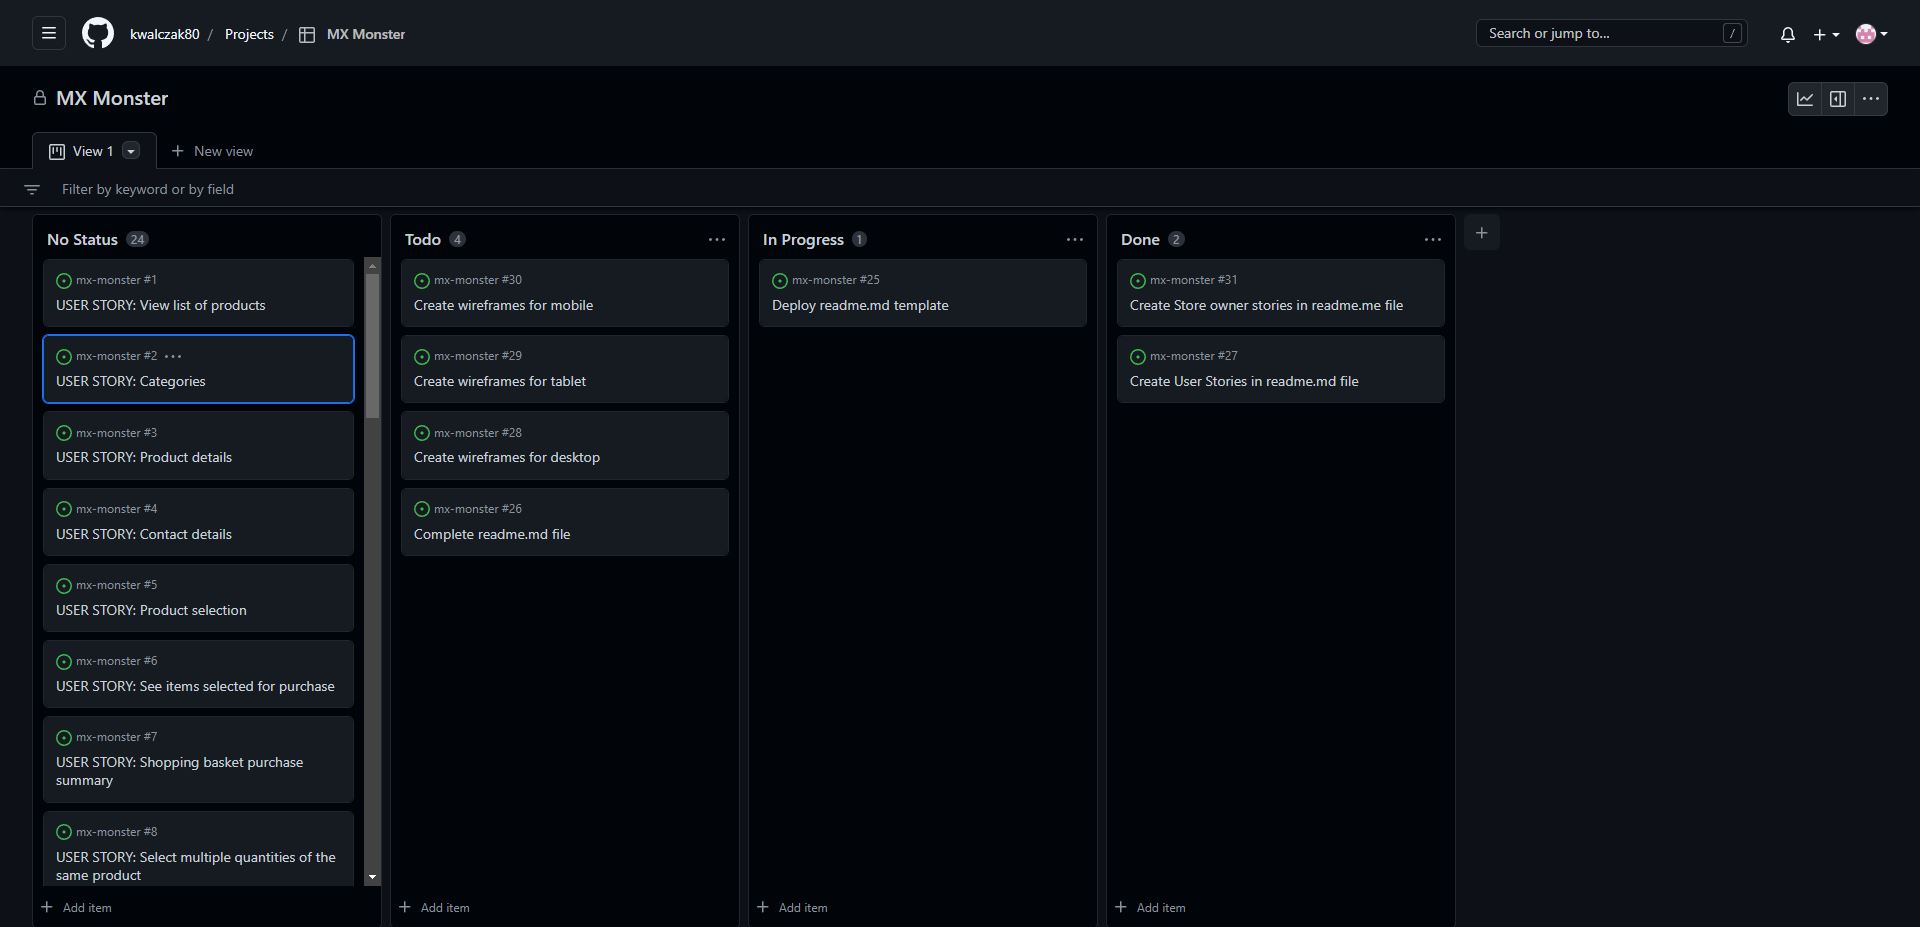 kwalczak80 / Projects / MX Monster
Search or jump to... /
MX Monster
View 1
New view
Filter by keyword or by field
No Status 24
mx-monster #1
USER STORY: View list of products
mx-monster #2 ...
USER STORY: Categories
mx-monster #3
USER STORY: Product details
mx-monster #4
USER STORY: Contact details
mx-monster #5
USER STORY: Product selection
mx-monster #6
USER STORY: See items selected for purchase
mx-monster #7
USER STORY: Shopping basket purchase
summary
mx-monster #8
USER STORY: Select multiple quantities of the
same product
+ Add item
Todo 4
mx-monster #30
Create wireframes for mobile
mx-monster #29
Create wireframes for tablet
mx-monster #28
Create wireframes for desktop
mx-monster #26
Complete readme.md file
+ Add item
In Progress 1
mx-monster #25
Deploy readme.md template
+ Add item
Done 2
mx-monster #31
Create Store owner stories in readme.me file
mx-monster #27
Create User Stories in readme.md file
+ Add item